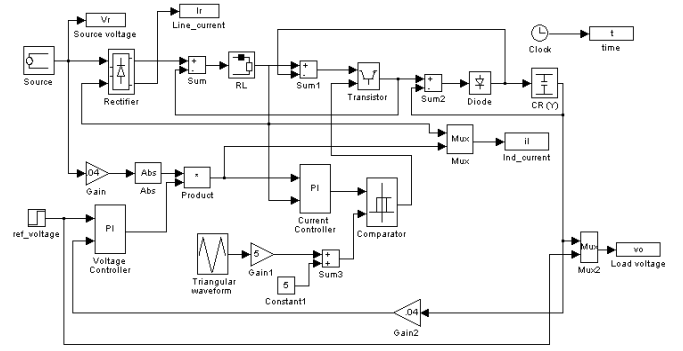 Vr
Source voltage
Ir
Line_current
t
Clock
time
Source
Rectifier
+
-
Sum
RL
+
-
Sum1
Transistor
+
-
Sum2
Diode
CR (Y)
Mux
Mux
il
Ind_current
.04
Gain
Abs
Abs
*
Product
PI
Current
Controller
Comparator
ref_voltage
PI
Voltage
Controller
Triangular
waveform
5
Gain1
+
+
Sum3
5
Constant1
Mux
Mux2
vo
Load voltage
.04
Gain2